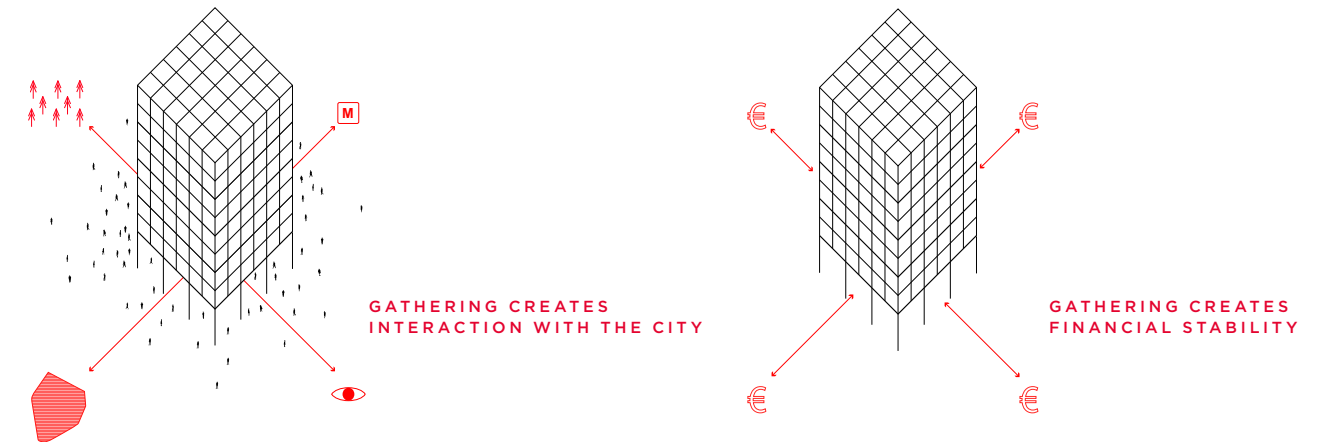 M
GATHERING CREATES
INTERACTION WITH THE CITY
€
€
€
€
GATHERING CREATES
FINANCIAL STABILITY